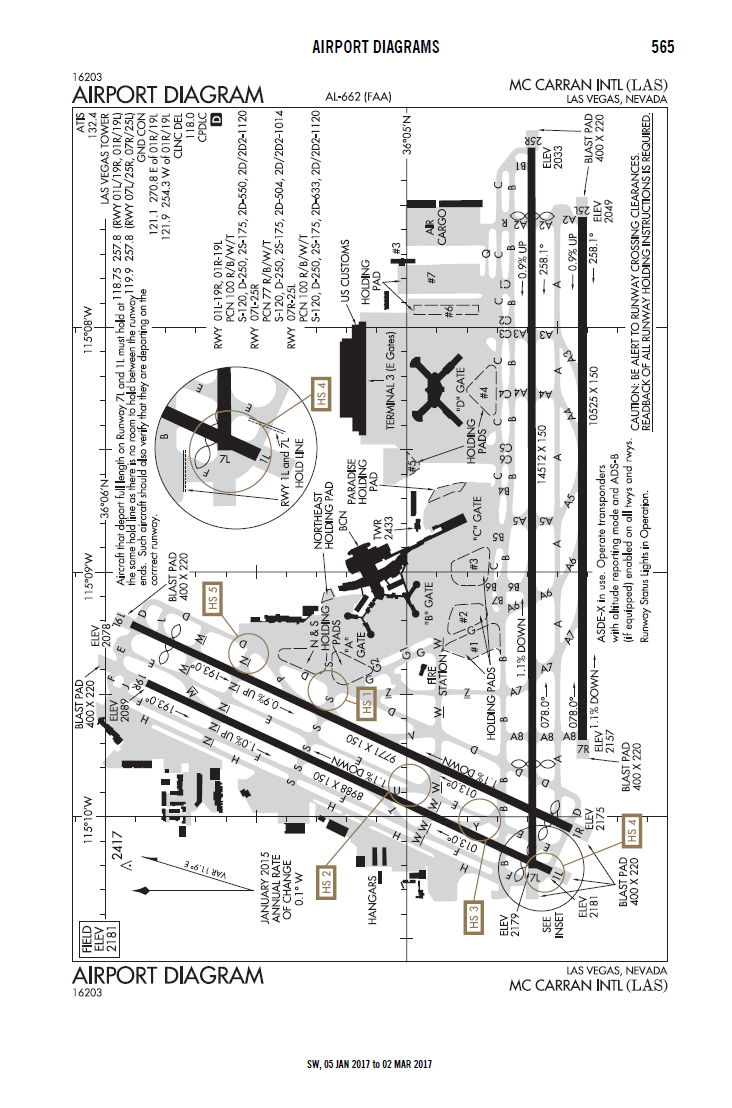 AIRPORT DIAGRAMS
565
16203
AIRPORT DIAGRAM
AL-662 (FAA)
MC CARRAN INTL (LAS)
LAS VEGAS, NEVADA
ATIS
132.4
LAS VEGAS TOWER
118.75 257.8 (RWY 01L/19R, 01R/19L)
119.9 257.8 (RWY 07L/25R, 07R/25L)
GND CON
121.1 270.8 E of 01R/19L
121.9 254.3 W of 01R/19L
CLNC DEL
118.0
CPDLC
D
RWY 01L-19R, 01R-19L
PCN 100 R/B/W/T
S-120, D-250, 2S-175, 2D-550, 2D/2D2-1120
RWY 07L-25R
PCN 77 R/B/W/T
S-120, D-250, 2S-175, 2D-504, 2D/2D2-1014
RWY 07R-25L
PCN 100 R/B/W/T
S-120, D-250, 2S-175, 2D-633, 2D/2D2-1120
Aircraft that depart full length on Runway 7L and 1L must hold at
the same hold line as there is no room to hold between the runway
ends. Such aircraft should also verify that they are departing on the
corrrect runway.
36°05'N
36°06'N
115°08'W
115°09'W
115°10'W
RWY 1L and 7L
HOLD LINE
HS 4
7L
1L
B
E
F
US CUSTOMS
HOLDING
PAD
AIR
CARGO
#3
#7
#6
TERMINAL 3 (E Gates)
"D" GATE
#4
HOLDING
PADS
#5
PARADISE
HOLDING
PAD
NORTHEAST
HOLDING PAD
BCN
TWR
2433
"C" GATE
#3
"B" GATE
#2
#1
N & S
HOLDING
PADS
"A"
GATE
FIRE
STATION
HOLDING PADS
HS 5
HS 1
HS 2
HS 3
HS 4
BLAST PAD
400 X 220
ELEV
2033
25R
BLAST PAD
400 X 220
25L
ELEV
2049
0.9% UP
258.1°
0.9% UP
258.1°
14512 X 150
10525 X 150
1.1% DOWN
078.0°
078.0°
1.1% DOWN
7R
ELEV
2157
BLAST PAD
400 X 220
BLAST PAD
400 X 220
ELEV
2078
19L
BLAST PAD
400 X 220
ELEV
2089
19R
193.0°
0.9% UP
193.0°
1.0% UP
9771 X 150
8988 X 150
1.1% DOWN
013.0°
1.1% DOWN
013.0°
1R
ELEV
2175
BLAST PAD
400 X 220
7L
1L
ELEV
2179
SEE
INSET
ELEV
2181
2417
VAR 11.9° E
JANUARY 2015
ANNUAL RATE
OF CHANGE
0.1° W
HANGARS
FIELD
ELEV
2181
CAUTION: BE ALERT TO RUNWAY CROSSING CLEARANCES.
READBACK OF ALL RUNWAY HOLDING INSTRUCTIONS IS REQUIRED.
ASDE-X in use. Operate transponders
with altitude reporting mode and ADS-B
(if equipped) enabled on all twys and rwys.
Runway Status Lights in Operation.
AIRPORT DIAGRAM
16203
LAS VEGAS, NEVADA
MC CARRAN INTL (LAS)
SW, 05 JAN 2017 to 02 MAR 2017